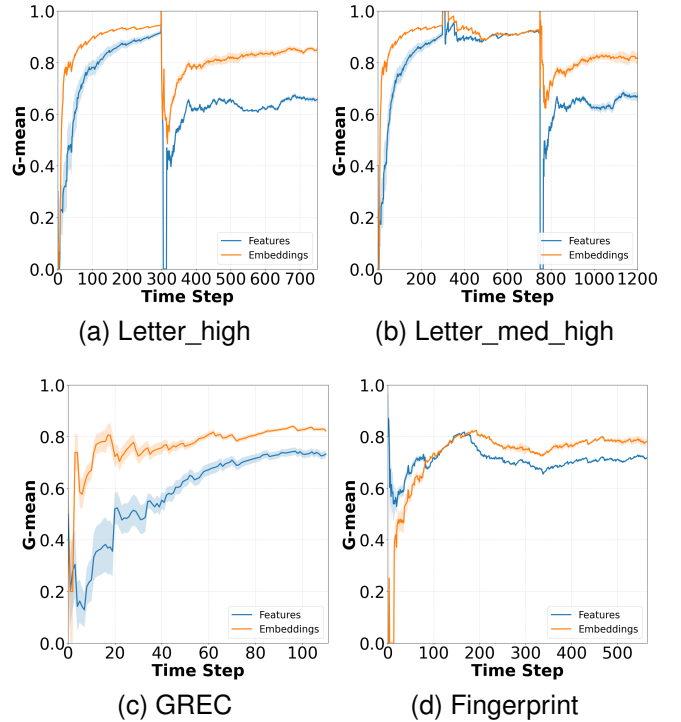 1.0
0.8
0.6
0.4
0.2
0.0
G-mean
0 100 200 300 400 500 600 700
Time Step
Features
Embeddings
(a) Letter_high
1.0
0.8
0.6
0.4
0.2
0.0
G-mean
0 200 400 600 800 1000 1200
Time Step
Features
Embeddings
(b) Letter_med_high
1.0
0.8
0.6
0.4
0.2
0.0
G-mean
0 20 40 60 80 100
Time Step
Features
Embeddings
(c) GREC
1.0
0.8
0.6
0.4
0.2
0.0
G-mean
0 100 200 300 400 500
Time Step
Features
Embeddings
(d) Fingerprint